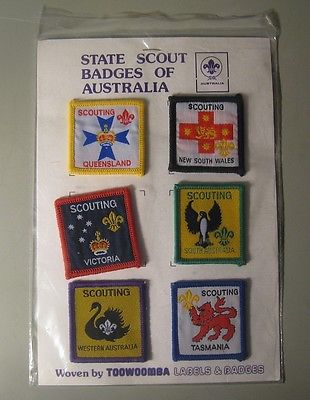 STATE SCOUT
BADGES OF
AUSTRALIA
AUSTRALIA
SCOUTING
QUEENSLAND
SCOUTING
NEW SOUTH WALES
SCOUTING
VICTORIA
SCOUTING
SOUTH AUSTRALIA
SCOUTING
WESTERN AUSTRALIA
SCOUTING
TASMANIA
Woven by TOOWOOMBA LABELS & BADGES